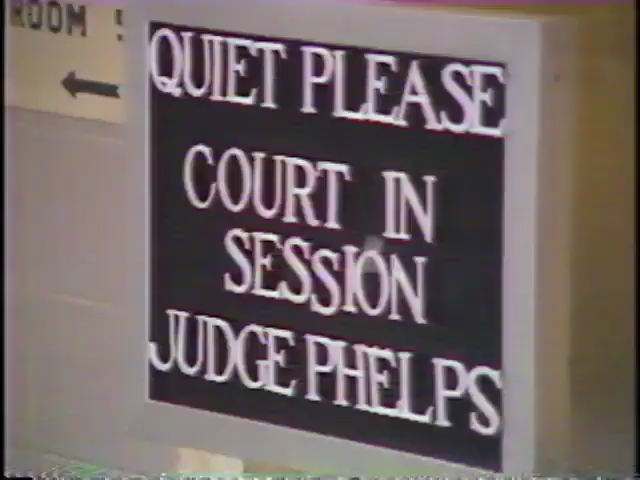 ROOM
QUIET PLEASE
COURT IN
SESSION
JUDGE PHELPS